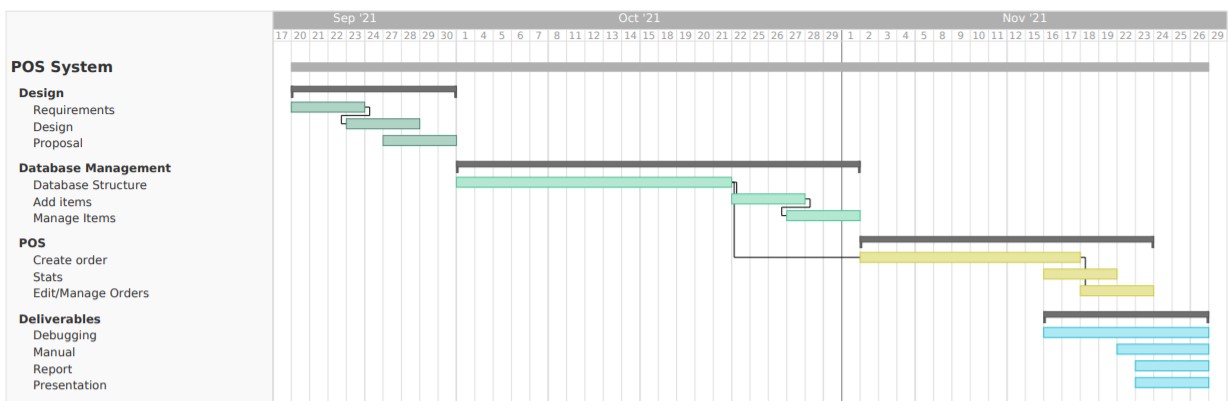 Sep '21 Oct '21 Nov '21
17 20 21 22 23 24 27 28 29 30 1 4 5 6 7 8 11 12 13 14 15 18 19 20 21 22 25 26 27 28 29 1 2 3 4 5 8 9 10 11 12 15 16 17 18 19 22 23 24 25 26 29
POS System
Design
Requirements
Design
Proposal
Database Management
Database Structure
Add items
Manage Items
POS
Create order
Stats
Edit/Manage Orders
Deliverables
Debugging
Manual
Report
Presentation